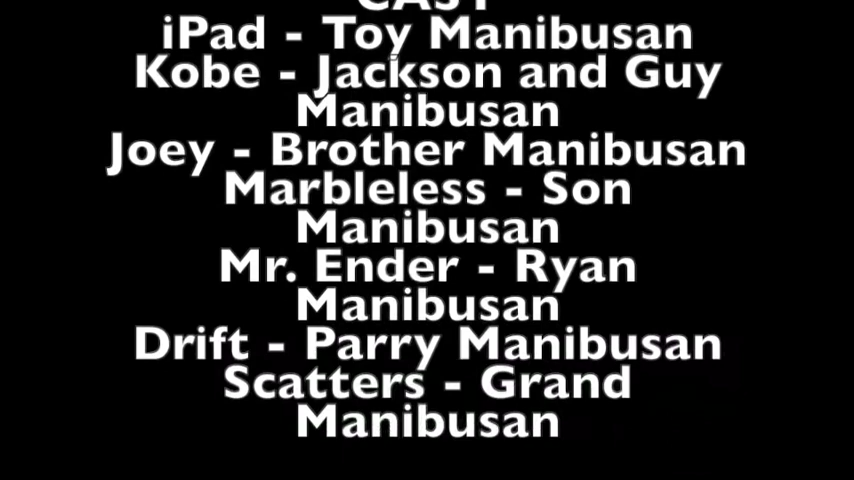 CAST
iPad - Toy Manibusan
Kobe - Jackson and Guy
Manibusan
Joey - Brother Manibusan
Marbleless - Son
Manibusan
Mr. Ender - Ryan
Manibusan
Drift - Parry Manibusan
Scatters - Grand
Manibusan